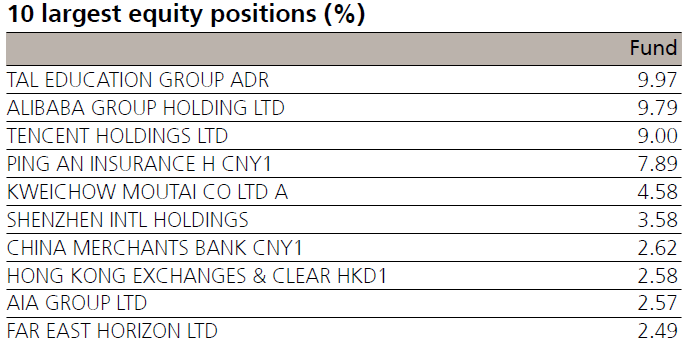 10 largest equity positions (%)
Fund
TAL EDUCATION GROUP ADR 9.97
ALIBABA GROUP HOLDING LTD 9.79
TENCENT HOLDINGS LTD 9.00
PING AN INSURANCE H CNY1 7.89
KWEICHOW MOUTAI CO LTD A 4.58
SHENZHEN INTL HOLDINGS 3.58
CHINA MERCHANTS BANK CNY1 2.62
HONG KONG EXCHANGES & CLEAR HKD1 2.58
AIA GROUP LTD 2.57
FAR EAST HORIZON LTD 2.49